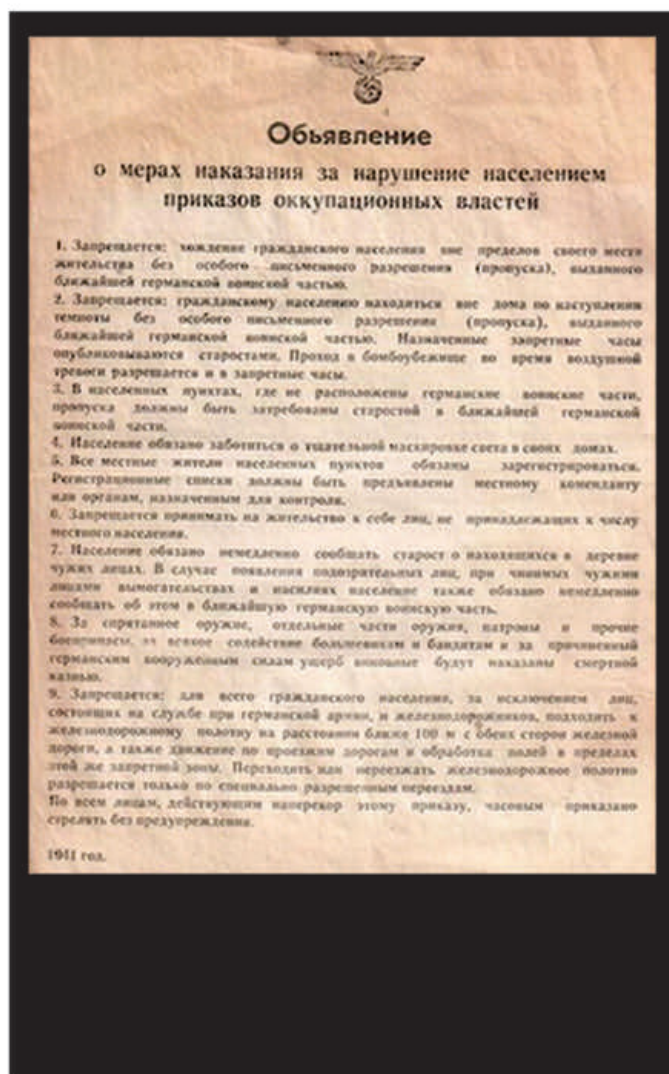 Обьявление
о мерах наказания за нарушение населением
приказов оккупационных властей
1. Запрещается: хождение гражданского населения вне пределов своего места
жительства без особого письменного разрешения (пропуска), выданного
ближайшей германской воинской частью.
2. Запрещается: гражданскому населению находиться вне дома по наступлении
темноты без особого письменного разрешения (пропуска), выданного
ближайшей германской воинской частью. Назначенные запретные часы
опубликовываются старостами. Проход в бомбоубежище во время воздушной
тревоги разрешается и в запретные часы.
3. В населенных пунктах, где не расположены германские воинские части,
пропуска должны быть затребованы старостой в ближайшей германской
воинской части.
4. Население обязано заботиться о тщательной маскировке света в своих домах.
5. Все местные жители населенных пунктов обязаны зарегистрироваться.
Регистрационные списки должны быть предъявлены местному коменданту
или органам, назначенным для контроля.
6. Запрещается принимать на жительство к себе лиц, не принадлежащих к числу
местного населения.
7. Население обязано немедленно сообщать старост о находящихся в деревне
чужих лицах. В случае появления подозрительных лиц, при чинимых чужими
лицами вымогательствах и насилиях население также обязано немедленно
сообщать об этом в ближайшую германскую воинскую часть.
8. За спрятанное оружие, отдельные части оружия, патроны и прочие
боеприпасы, за всякое содействие большевикам и бандитам и за причиненный
германским вооруженным силам ущерб виновные будут наказаны смертной
казнью.
9. Запрещается: для всего гражданского населения, за исключением лиц,
состоящих на службе при германской армии, и железнодорожников, подходить к
железнодорожному полотну на расстоянии ближе 100 м с обеих сторон железной
дороги, а также движение по проезжим дорогам и обработка полей в пределах
этой же запретной зоны. Переходить или переезжать железнодорожное полотно
разрешается только по специально разрешенным переездам.
По всем лицам, действующим наперекор этому приказу, часовым приказано
стрелять без предупреждения.
1941 год.